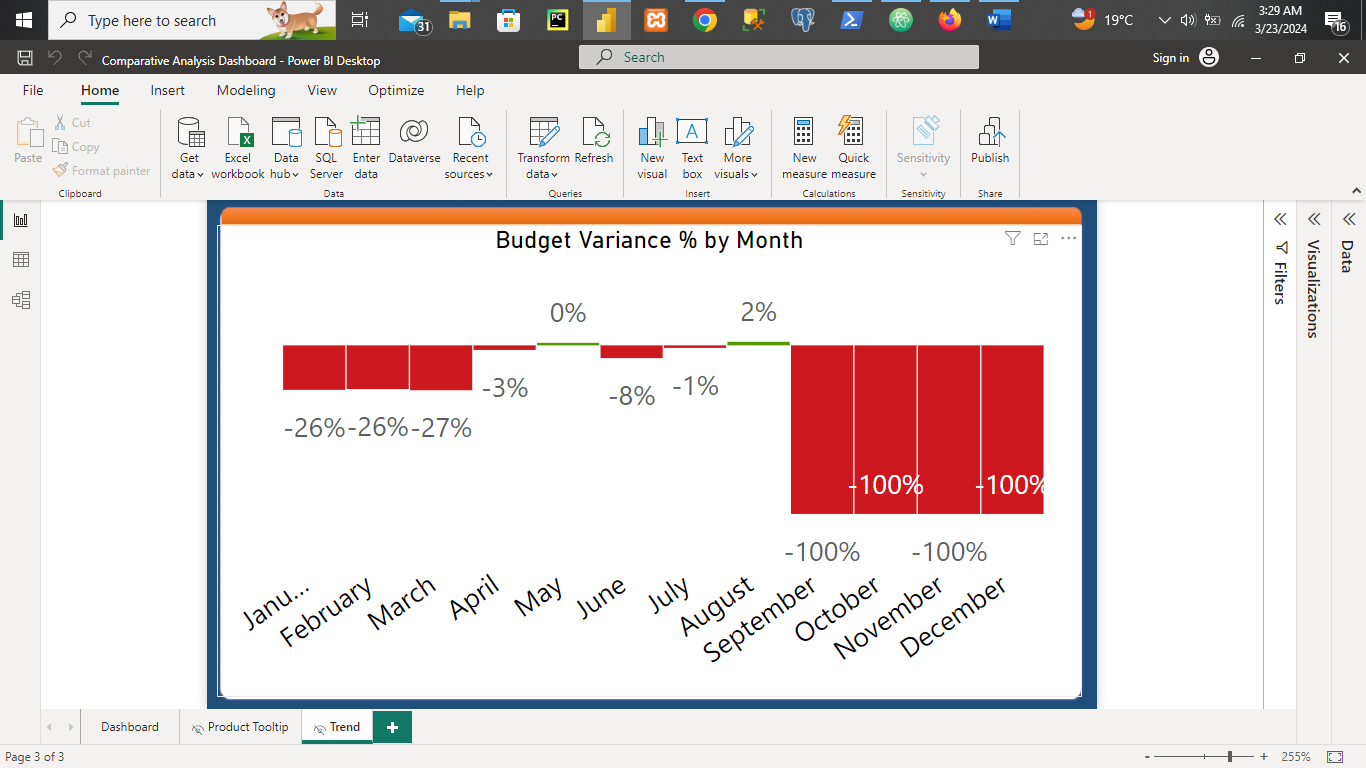 Type here to search
31
PC
1
19°C
3:29 AM
3/23/2024
16
Comparative Analysis Dashboard - Power BI Desktop
Search
Sign in
File Home Insert Modeling View Optimize Help
Paste
Cut
Copy
Format painter
Get data
Excel workbook
Data hub
SQL Server
Enter data
Dataverse
Recent sources
Transform data
Refresh
New visual
Text box
More visuals
New measure
Quick measure
Sensitivity
Publish
Clipboard
Data
Queries
Insert
Calculations
Sensitivity
Share
Budget Variance % by Month
0%
2%
-3%
-8%
-1%
-26%
-26%
-27%
-100%
-100%
-100%
-100%
Janu...
February
March
April
May
June
July
August
September
October
November
December
Filters
Visualizations
Data
Dashboard
Product Tooltip
Trend
+
Page 3 of 3
- + 255%